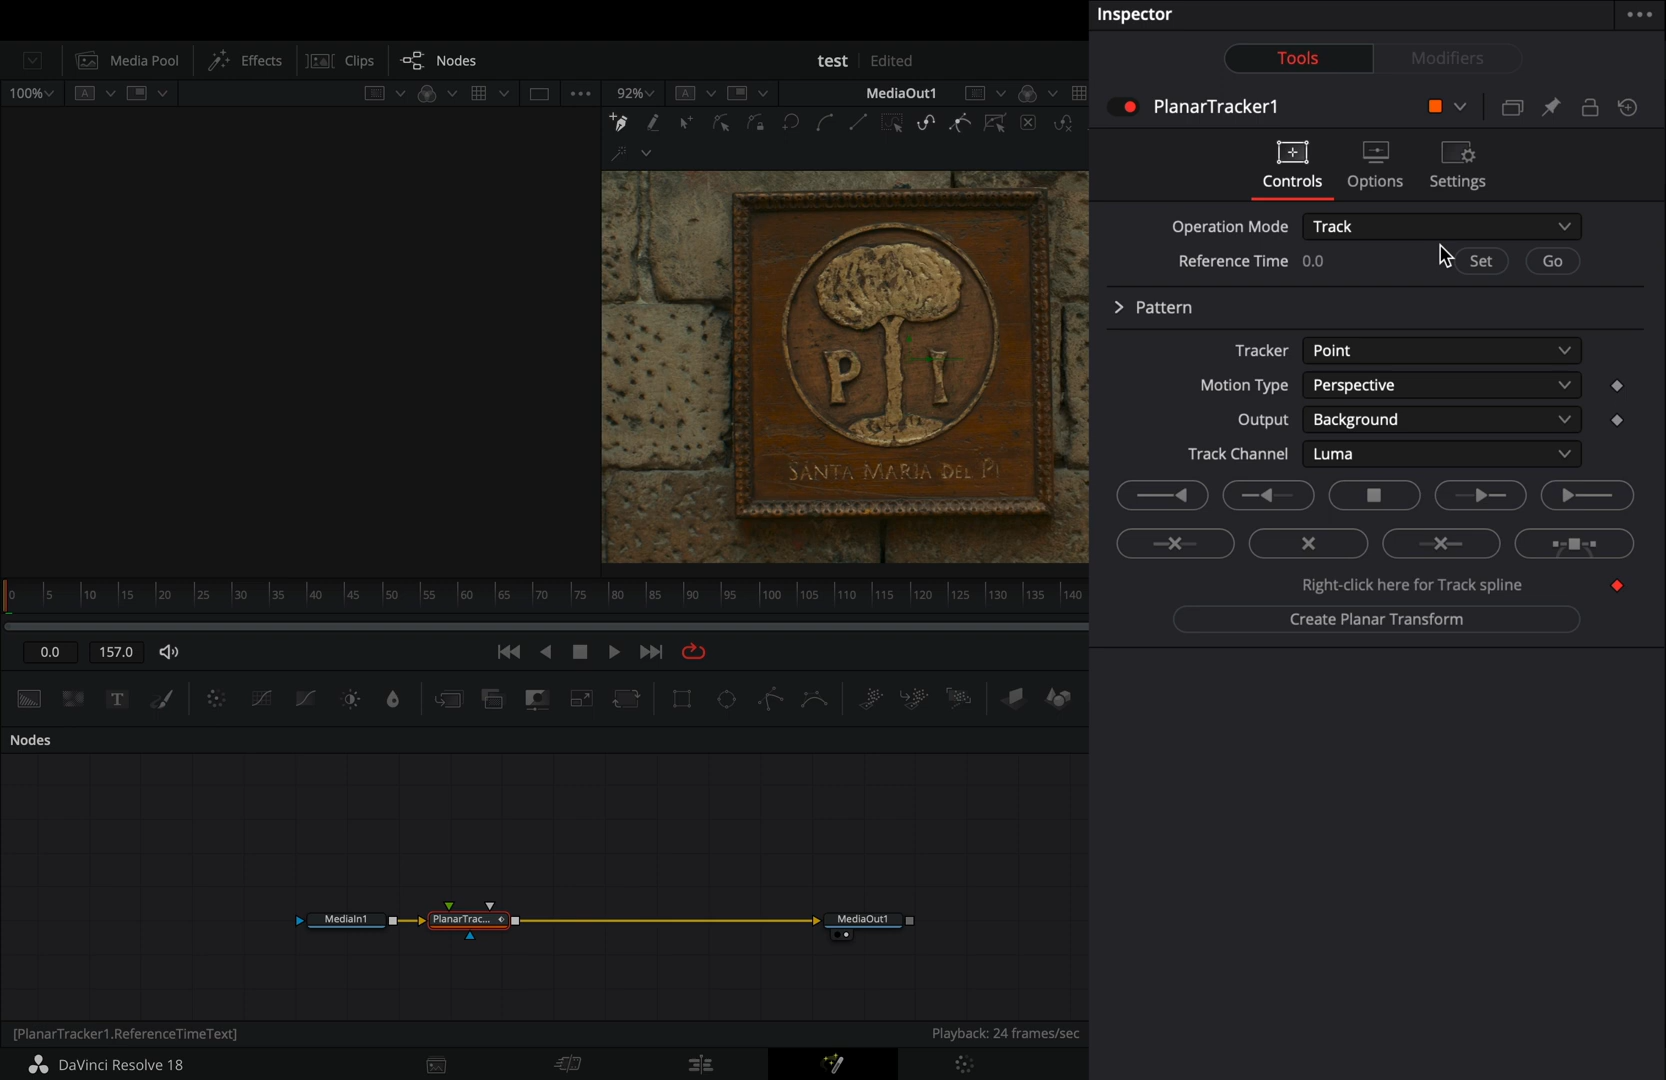 Inspector
Media Pool Effects Clips Nodes test Edited
Tools Modifiers
100% 92% MediaOut1
PlanarTracker1
Controls Options Settings
Operation Mode Track
Reference Time 0.0 Set Go
Pattern
Tracker Point
Motion Type Perspective
Output Background
Track Channel Luma
P I
SANTA MARIA DEL PI
Right-click here for Track spline
Create Planar Transform
0 5 10 15 20 25 30 35 40 45 50 55 60 65 70 75 80 85 90 95 100 105 110 115 120 125 130 135 140
0.0 157.0
T
Nodes
MediaIn1 PlanarTrac... MediaOut1
[PlanarTracker1.ReferenceTimeText] Playback: 24 frames/sec
DaVinci Resolve 18